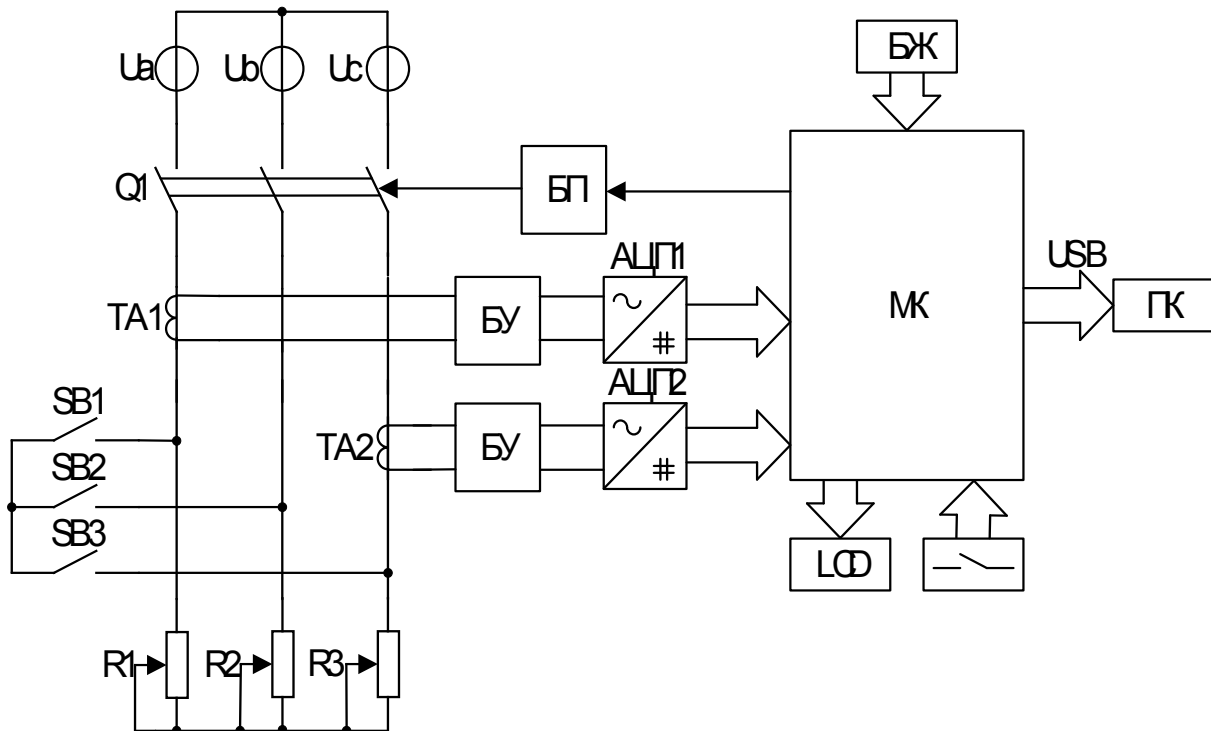 Ua
Ub
Uc
БЖ
Q1
БП
АЦП1
USB
TA1
БУ
МК
ПК
АЦП2
SB1
TA2
БУ
SB2
SB3
LCD
R1
R2
R3